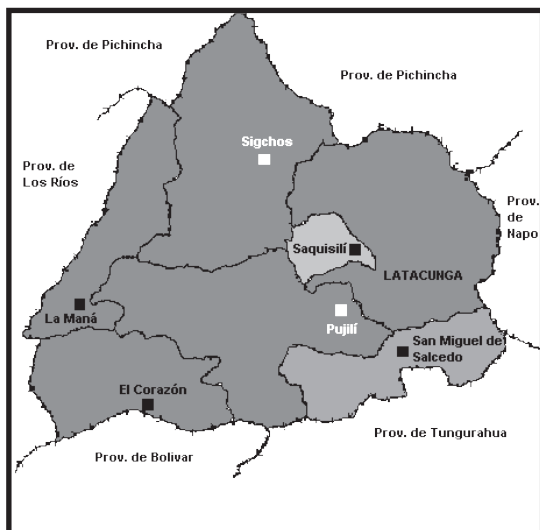 Prov. de Pichincha
Prov. de Pichincha
Sigchos
Prov. de
Los Ríos
Prov.
de
Napo
Saquisilí
LATACUNGA
La Maná
Pujilí
San Miguel de
Salcedo
El Corazón
Prov. de Tungurahua
Prov. de Bolivar